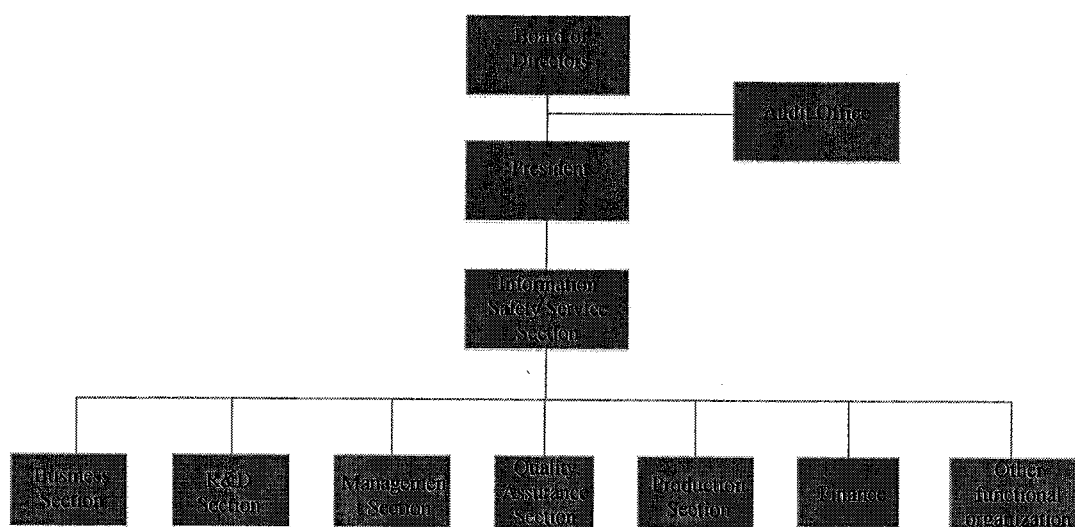 Board of
Directors
Audit Office
President
Information
Safety Service
Section
Business
Section
R&D
Section
Managemen
t Section
Quality
Assurance
Section
Production
Section
Finance
Other
functional
organization